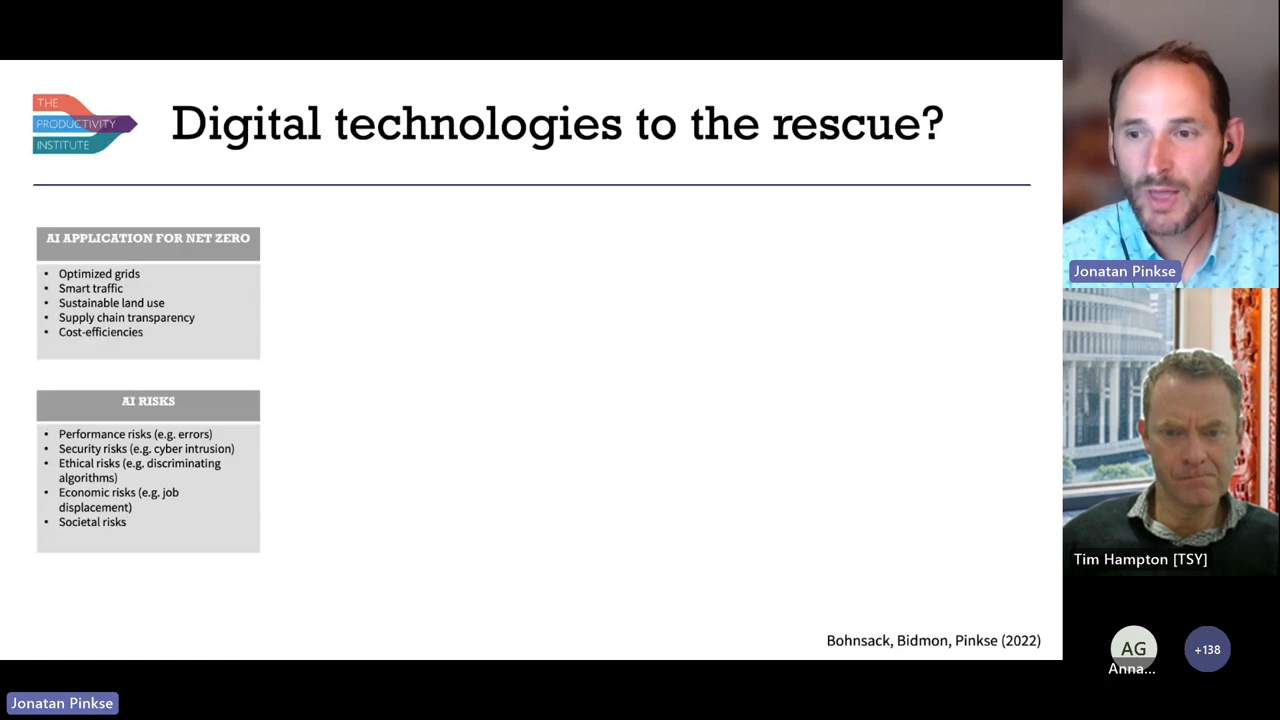 THE
PRODUCTIVITY
INSTITUTE
Digital technologies to the rescue?
AI APPLICATION FOR NET ZERO
• Optimized grids
• Smart traffic
• Sustainable land use
• Supply chain transparency
• Cost-efficiencies
AI RISKS
• Performance risks (e.g. errors)
• Security risks (e.g. cyber intrusion)
• Ethical risks (e.g. discriminating
algorithms)
• Economic risks (e.g. job
displacement)
• Societal risks
Bohnsack, Bidmon, Pinkse (2022)
Jonatan Pinkse
Tim Hampton [TSY]
AG
Anna...
+138
Jonatan Pinkse